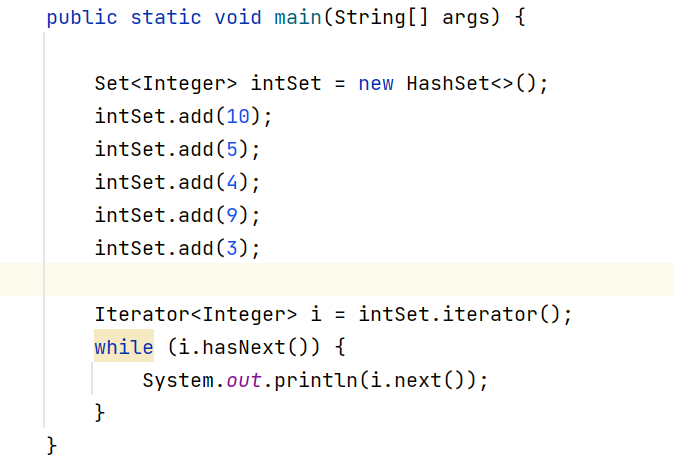 public static void main(String[] args) {
Set<Integer> intSet = new HashSet<>();
intSet.add(10);
intSet.add(5);
intSet.add(4);
intSet.add(9);
intSet.add(3);
Iterator<Integer> i = intSet.iterator();
while (i.hasNext()) {
System.out.println(i.next());
}
}